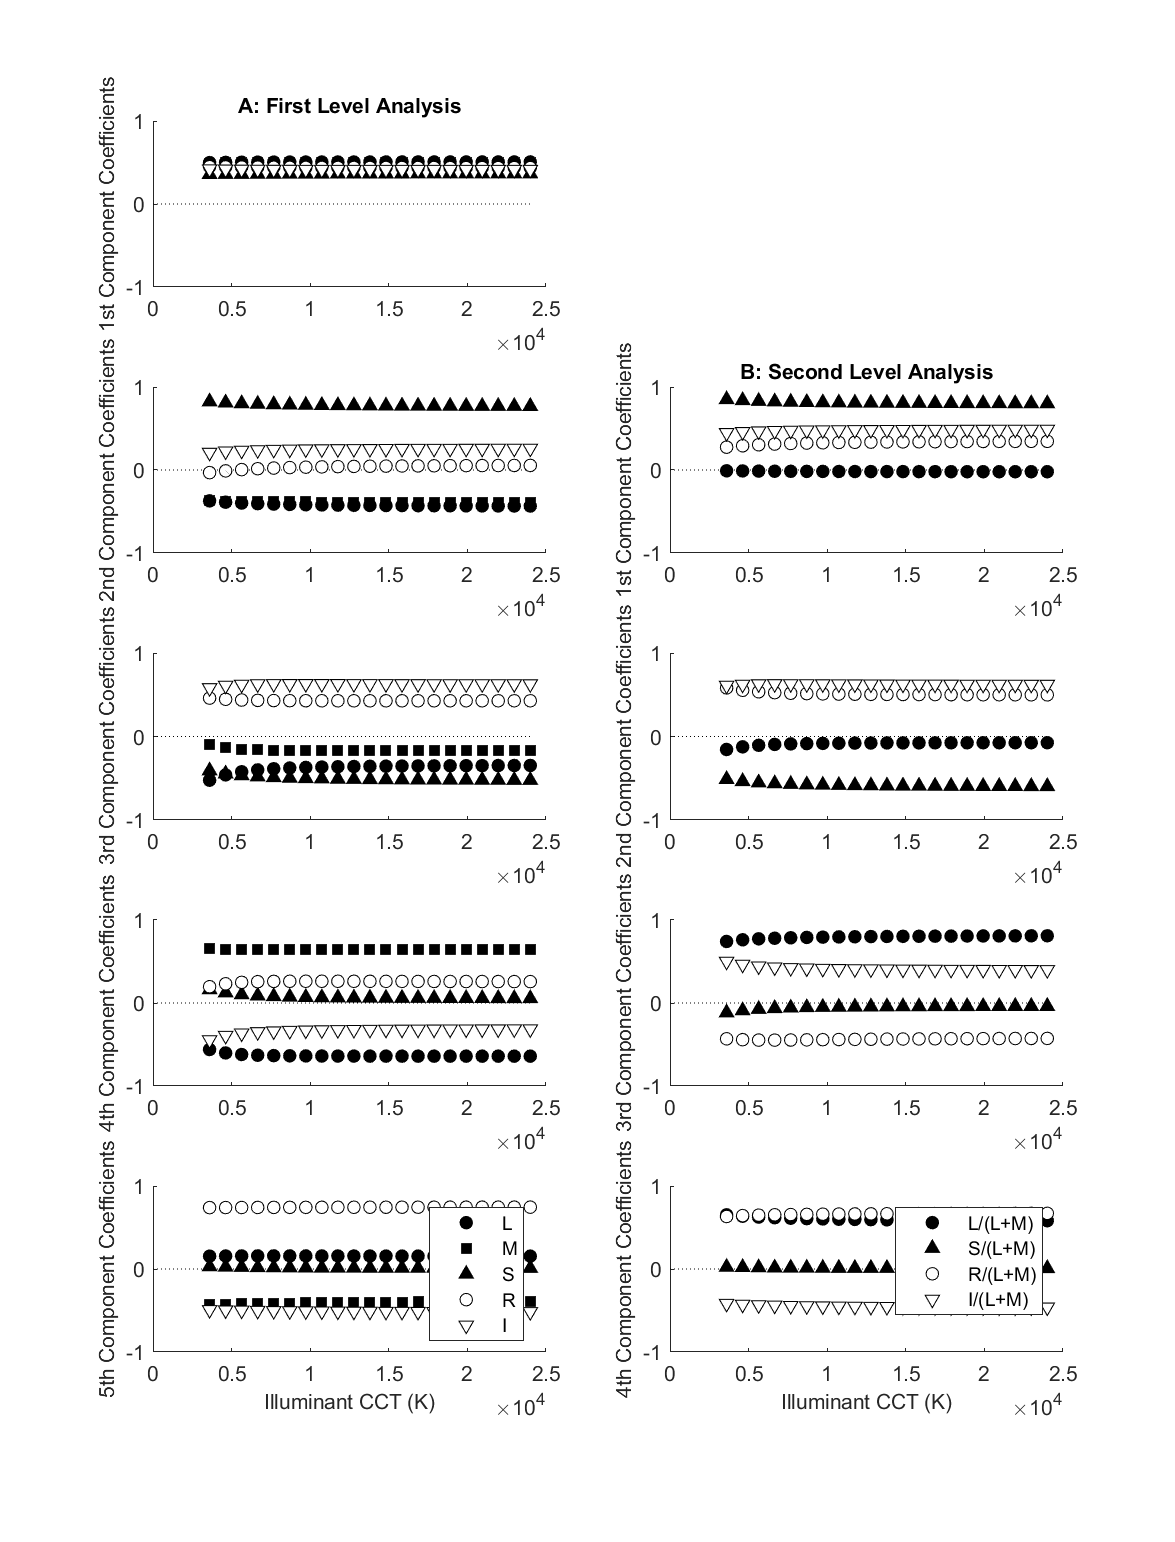 A: First Level Analysis
1st Component Coefficients
1
0
-1
0 0.5 1 1.5 2 2.5
×10^4
2nd Component Coefficients
1
0
-1
0 0.5 1 1.5 2 2.5
×10^4
3rd Component Coefficients
1
0
-1
0 0.5 1 1.5 2 2.5
×10^4
4th Component Coefficients
1
0
-1
0 0.5 1 1.5 2 2.5
×10^4
5th Component Coefficients
1
0
-1
0 0.5 1 1.5 2 2.5
×10^4
Illuminant CCT (K)
L
M
S
R
I
B: Second Level Analysis
1st Component Coefficients
1
0
-1
0 0.5 1 1.5 2 2.5
×10^4
2nd Component Coefficients
1
0
-1
0 0.5 1 1.5 2 2.5
×10^4
3rd Component Coefficients
1
0
-1
0 0.5 1 1.5 2 2.5
×10^4
4th Component Coefficients
1
0
-1
0 0.5 1 1.5 2 2.5
×10^4
Illuminant CCT (K)
L/(L+M)
S/(L+M)
R/(L+M)
I/(L+M)